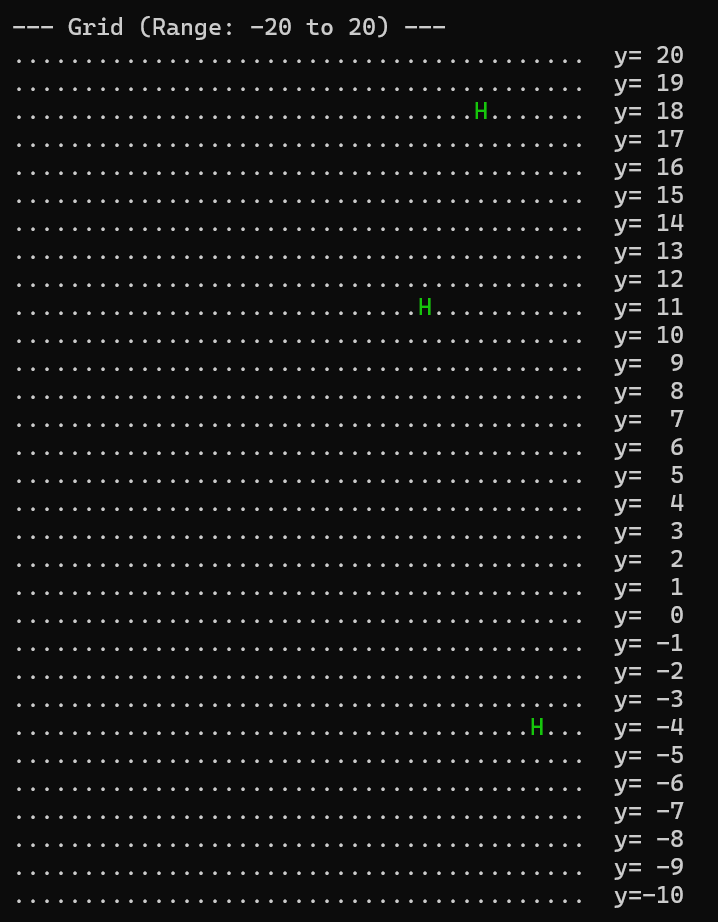 --- Grid (Range: -20 to 20) ---
.........................................  y= 20
.........................................  y= 19
.................................H.......  y= 18
.........................................  y= 17
.........................................  y= 16
.........................................  y= 15
.........................................  y= 14
.........................................  y= 13
.........................................  y= 12
.............................H...........  y= 11
.........................................  y= 10
.........................................  y=  9
.........................................  y=  8
.........................................  y=  7
.........................................  y=  6
.........................................  y=  5
.........................................  y=  4
.........................................  y=  3
.........................................  y=  2
.........................................  y=  1
.........................................  y=  0
.........................................  y= -1
.........................................  y= -2
.........................................  y= -3
.....................................H...  y= -4
.........................................  y= -5
.........................................  y= -6
.........................................  y= -7
.........................................  y= -8
.........................................  y= -9
.........................................  y=-10